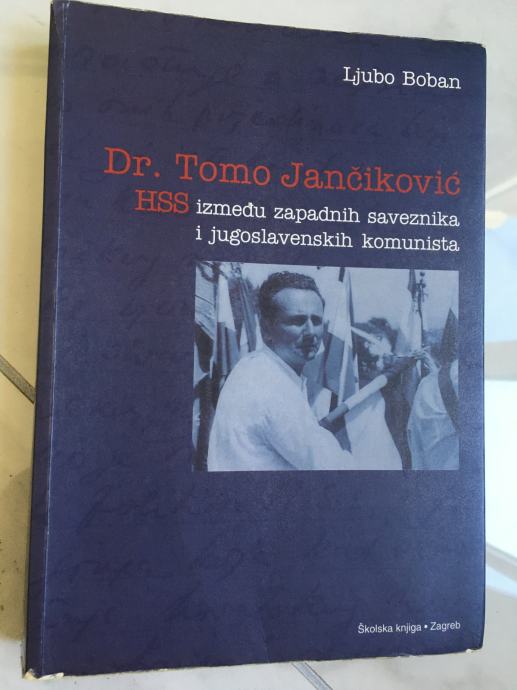 Ljubo Boban
Dr. Tomo Jančiković
HSS između zapadnih saveznika
i jugoslavenskih komunista
Školska knjiga • Zagreb